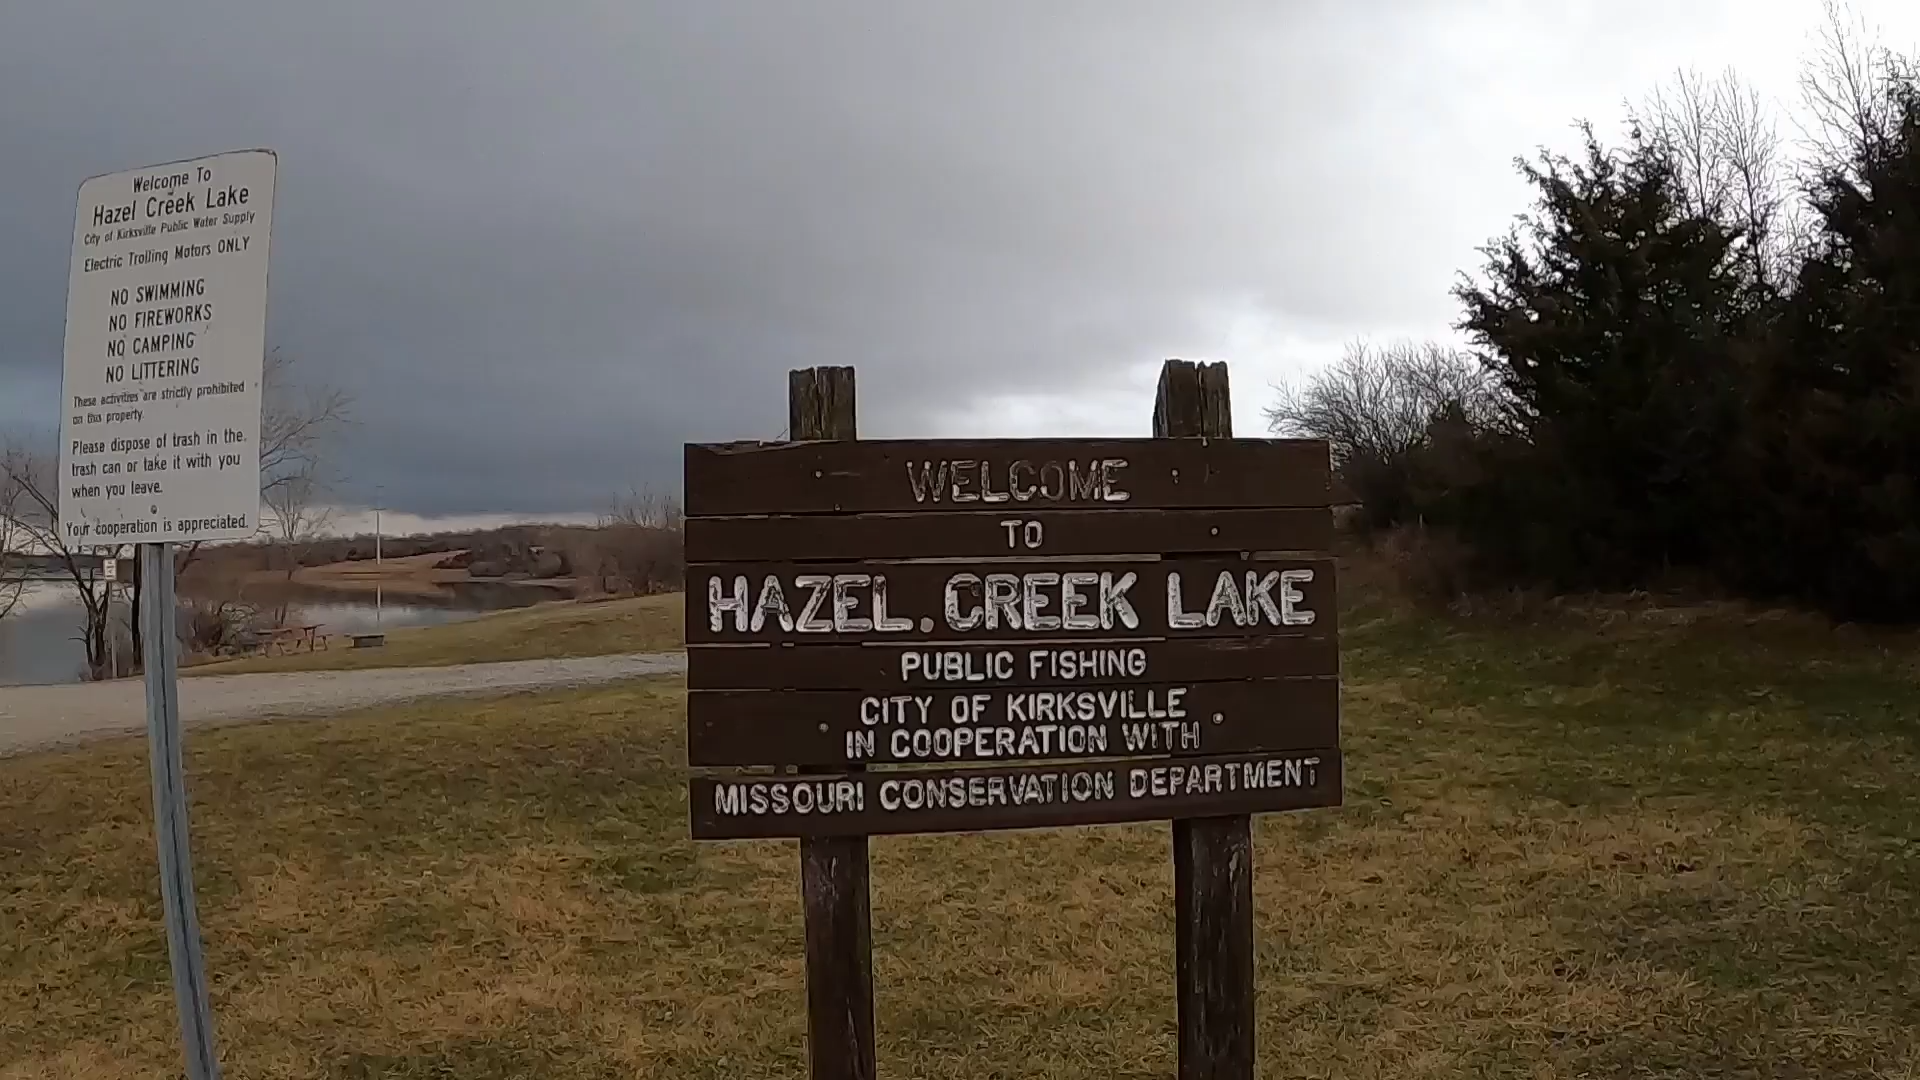 Welcome To
Hazel Creek Lake
City of Kirksville Public Water Supply
Electric Trolling Motors ONLY
NO SWIMMING
NO FIREWORKS
NO CAMPING
NO LITTERING
These activities are strictly prohibited
on this property.
Please dispose of trash in the
trash can or take it with you
when you leave.
Your cooperation is appreciated.
WELCOME
TO
HAZEL CREEK LAKE
PUBLIC FISHING
CITY OF KIRKSVILLE
IN COOPERATION WITH
MISSOURI CONSERVATION DEPARTMENT